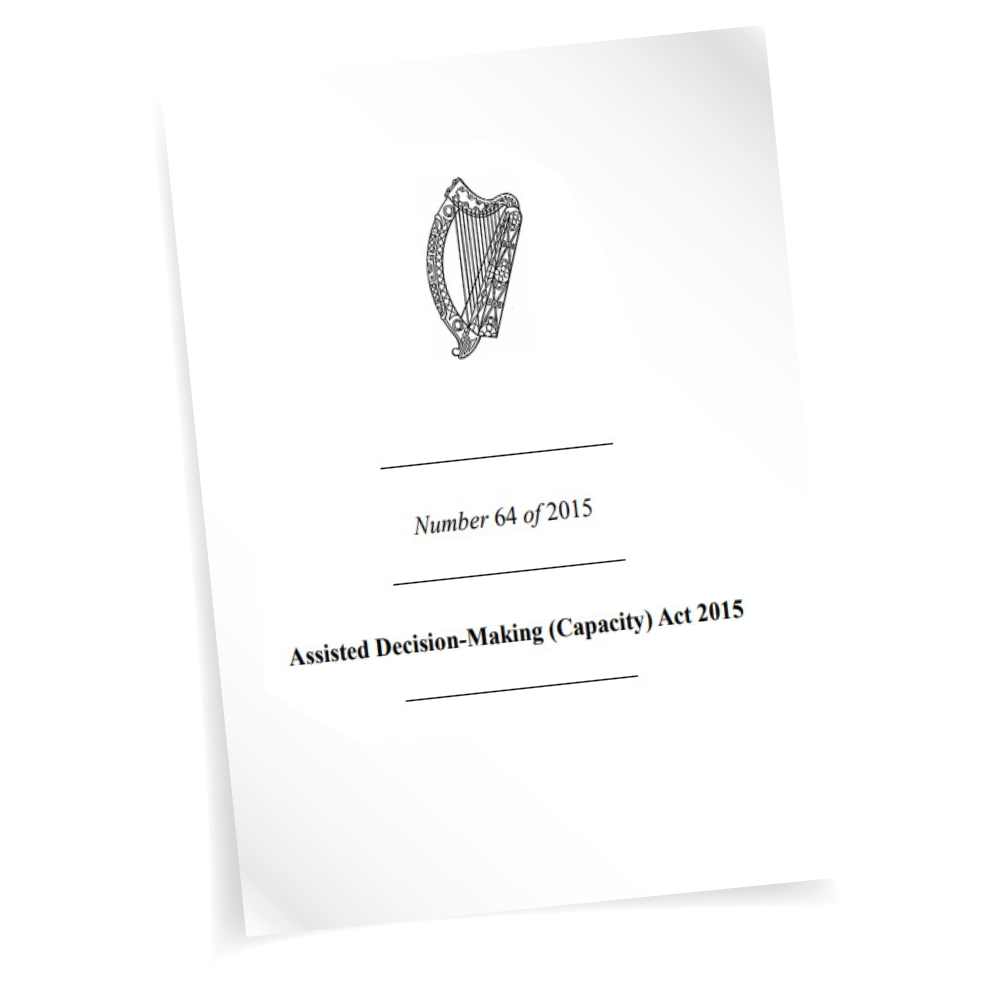 Number 64 of 2015
Assisted Decision-Making (Capacity) Act 2015